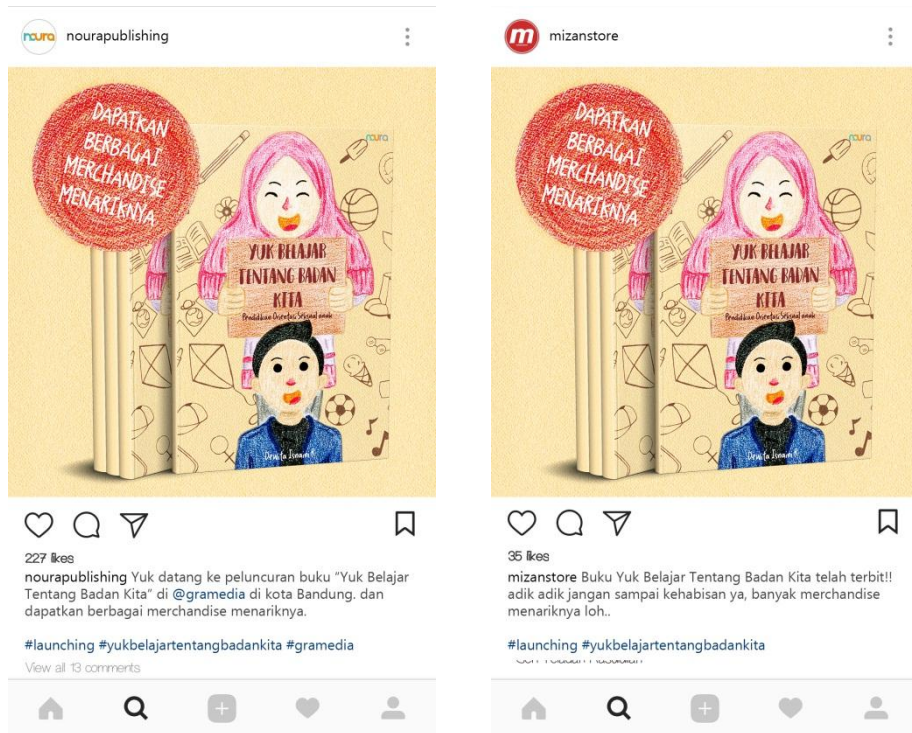 noura nourapublishing
DAPATKAN
BERBAGAI
MERCHANDISE
MENARIKNYA
noura
YUK BELAJAR
TENTANG BADAN
KITA
Pendidikan Orientasi Seksual anak
227 likes
nourapublishing Yuk datang ke peluncuran buku “Yuk Belajar
Tentang Badan Kita” di @gramedia di kota Bandung. dan
dapatkan berbagai merchandise menariknya.
#launching #yukbelajartentangbadankita #gramedia
View all 13 comments
m mizanstore
DAPATKAN
BERBAGAI
MERCHANDISE
MENARIKNYA
noura
YUK BELAJAR
TENTANG BADAN
KITA
Pendidikan Orientasi Seksual anak
35 likes
mizanstore Buku Yuk Belajar Tentang Badan Kita telah terbit!!
adik adik jangan sampai kehabisan ya, banyak merchandise
menariknya loh..
#launching #yukbelajartentangbadankita